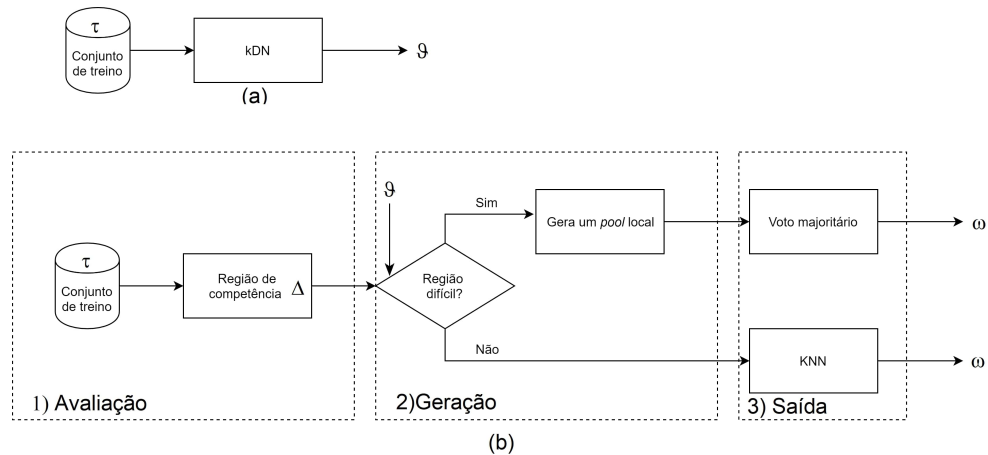 τ
Conjunto
de treino
kDN
ϑ
(a)
ϑ
Sim
Gera um pool local
Voto majoritário
ω
τ
Conjunto
de treino
Região de
competência Δ
Região
difícil?
Não
KNN
ω
1) Avaliação
2)Geração
3) Saída
(b)